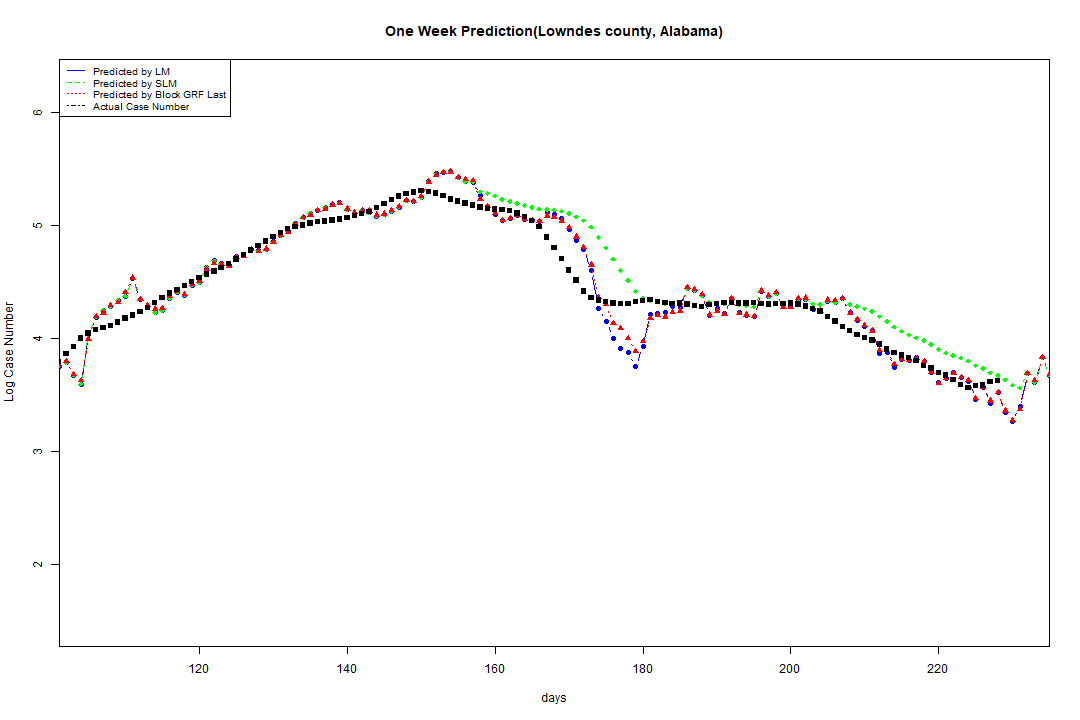 One Week Prediction(Lowndes county, Alabama)
Predicted by LM
Predicted by SLM
Predicted by Block GRF Last
Actual Case Number
6
5
4
3
2
Log Case Number
120 140 160 180 200 220
days